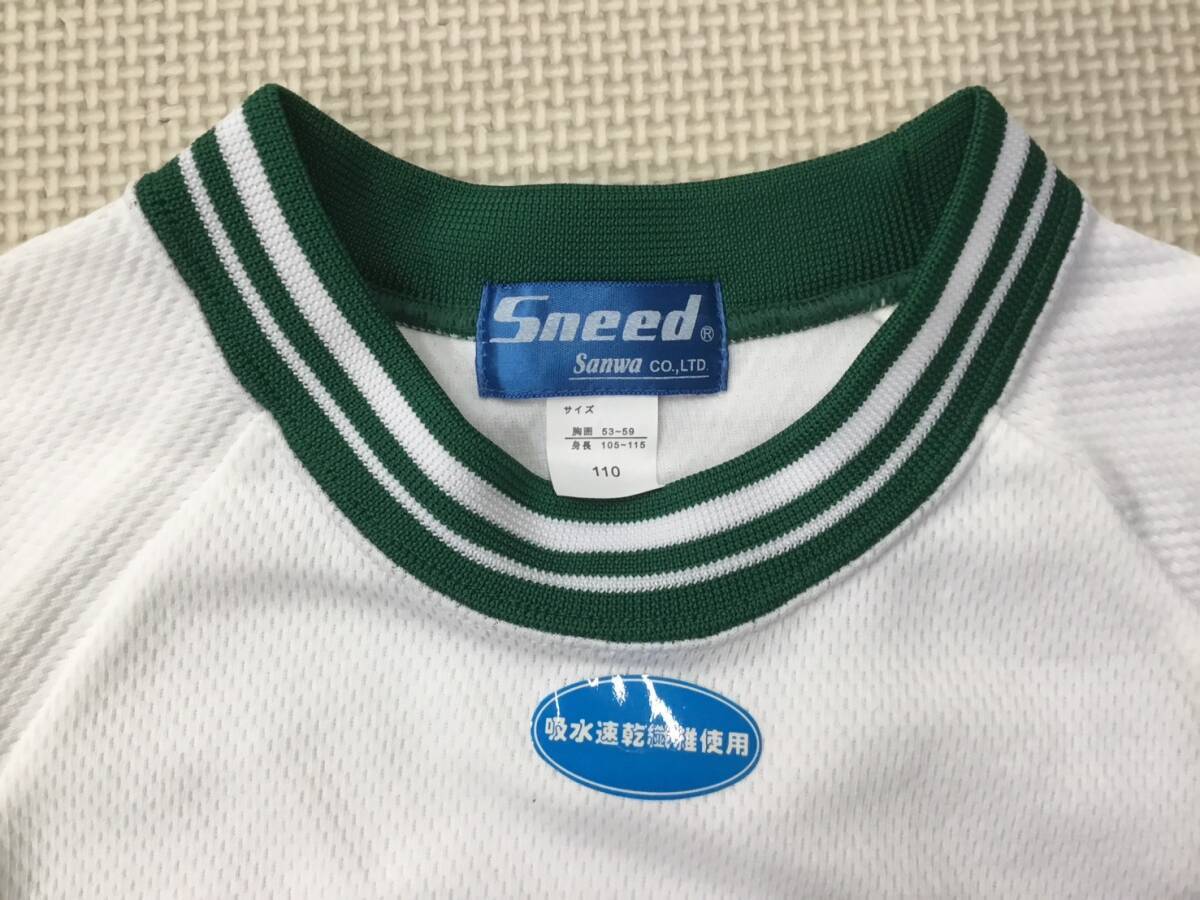 Sneed®
Sanwa CO.,LTD.
サイズ
胸囲 53~59
身長 105~115
110
吸水速乾繊維使用